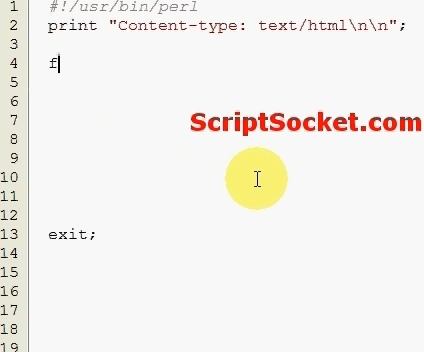 1 #!/usr/bin/perl
2 print "Content-type: text/html\n\n";
3
4 f
5
6
7 ScriptSocket.com
8
9
10
11
12
13 exit;
14
15
16
17
18
19